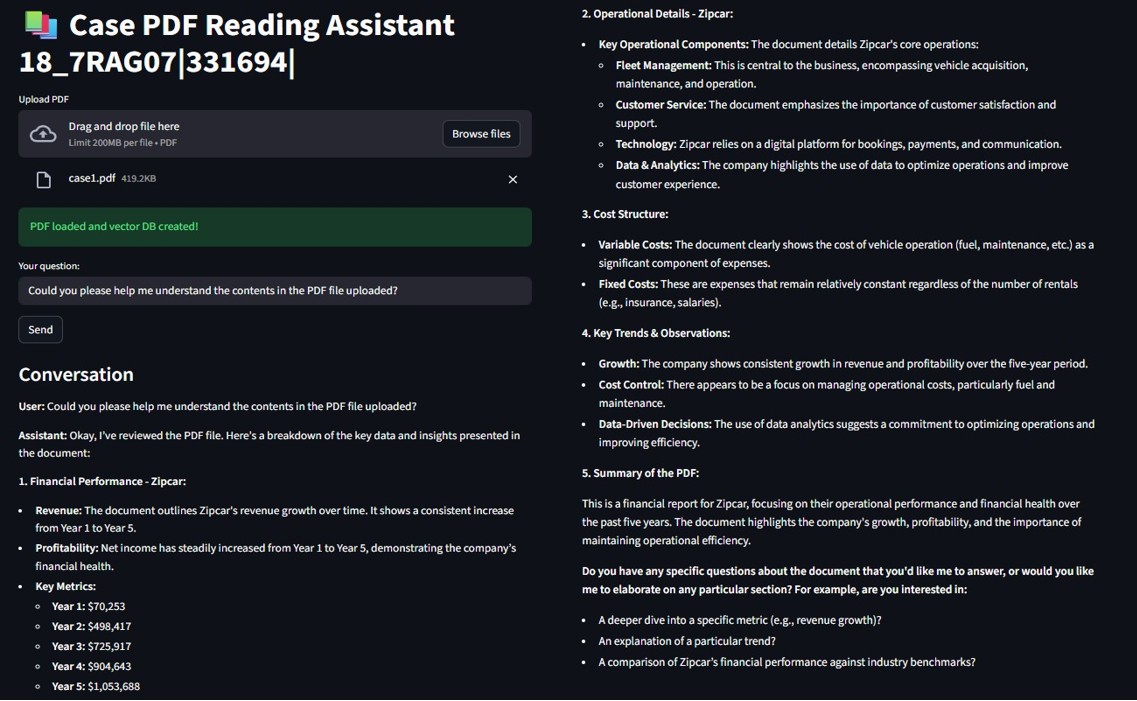 Case PDF Reading Assistant
18_7RAG07|331694|
Upload PDF
Drag and drop file here
Limit 200MB per file • PDF
Browse files
case1.pdf 419.2KB
PDF loaded and vector DB created!
Your question:
Could you please help me understand the contents in the PDF file uploaded?
Send
Conversation
User: Could you please help me understand the contents in the PDF file uploaded?
Assistant: Okay, I've reviewed the PDF file. Here's a breakdown of the key data and insights presented in
the document:
1. Financial Performance - Zipcar:
• Revenue: The document outlines Zipcar's revenue growth over time. It shows a consistent increase
from Year 1 to Year 5.
• Profitability: Net income has steadily increased from Year 1 to Year 5, demonstrating the company's
financial health.
• Key Metrics:
◦ Year 1: $70,253
◦ Year 2: $498,417
◦ Year 3: $725,917
◦ Year 4: $904,643
◦ Year 5: $1,053,688
2. Operational Details - Zipcar:
• Key Operational Components: The document details Zipcar's core operations:
◦ Fleet Management: This is central to the business, encompassing vehicle acquisition,
maintenance, and operation.
◦ Customer Service: The document emphasizes the importance of customer satisfaction and
support.
◦ Technology: Zipcar relies on a digital platform for bookings, payments, and communication.
◦ Data & Analytics: The company highlights the use of data to optimize operations and improve
customer experience.
3. Cost Structure:
• Variable Costs: The document clearly shows the cost of vehicle operation (fuel, maintenance, etc.) as a
significant component of expenses.
• Fixed Costs: These are expenses that remain relatively constant regardless of the number of rentals
(e.g., insurance, salaries).
4. Key Trends & Observations:
• Growth: The company shows consistent growth in revenue and profitability over the five-year period.
• Cost Control: There appears to be a focus on managing operational costs, particularly fuel and
maintenance.
• Data-Driven Decisions: The use of data analytics suggests a commitment to optimizing operations and
improving efficiency.
5. Summary of the PDF:
This is a financial report for Zipcar, focusing on their operational performance and financial health over
the past five years. The document highlights the company's growth, profitability, and the importance of
maintaining operational efficiency.
Do you have any specific questions about the document that you'd like me to answer, or would you like
me to elaborate on any particular section? For example, are you interested in:
• A deeper dive into a specific metric (e.g., revenue growth)?
• An explanation of a particular trend?
• A comparison of Zipcar's financial performance against industry benchmarks?